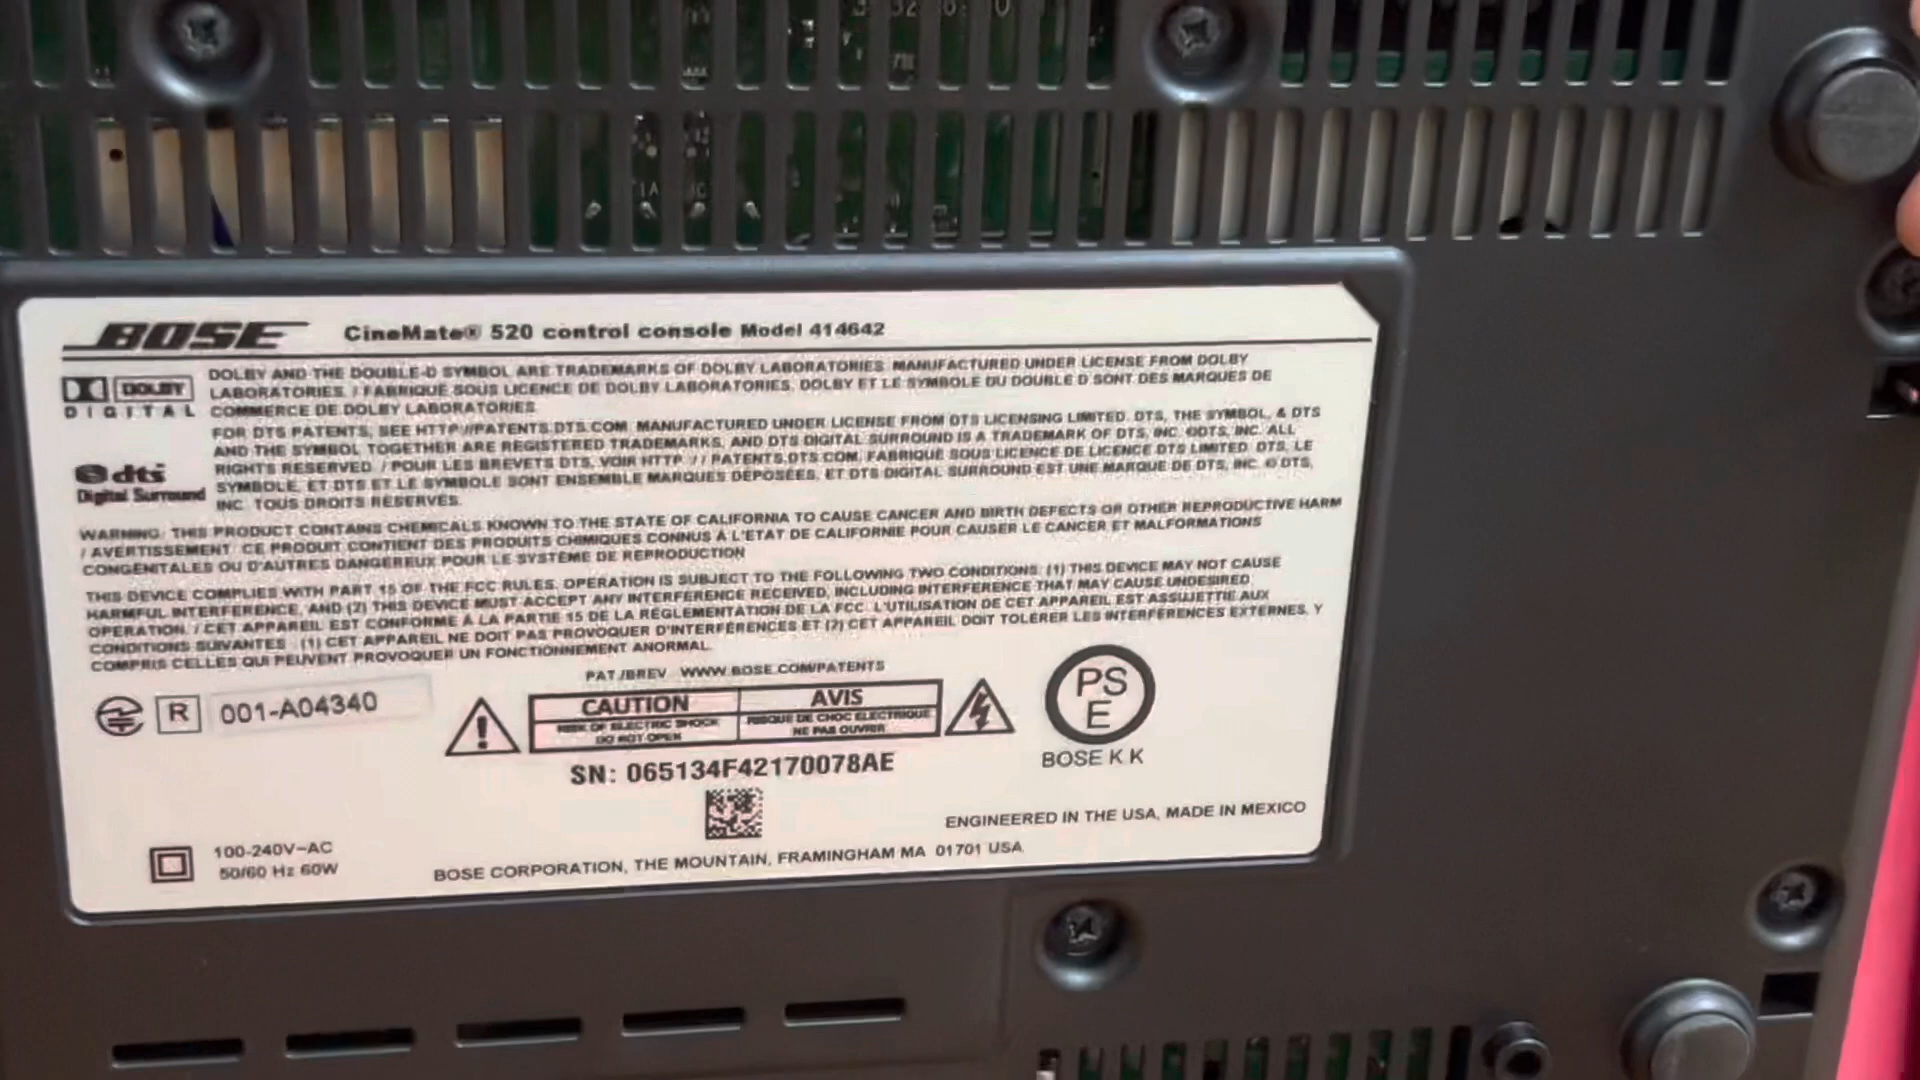 BOSE CineMate® 520 control console Model 414642
DOLBY DIGITAL
DOLBY AND THE DOUBLE-D SYMBOL ARE TRADEMARKS OF DOLBY LABORATORIES. MANUFACTURED UNDER LICENSE FROM DOLBY
LABORATORIES. / FABRIQUÉ SOUS LICENCE DE DOLBY LABORATORIES. DOLBY ET LE SYMBOLE DU DOUBLE D SONT DES MARQUES DE
COMMERCE DE DOLBY LABORATORIES.
dts Digital Surround
FOR DTS PATENTS, SEE HTTP://PATENTS.DTS.COM. MANUFACTURED UNDER LICENSE FROM DTS LICENSING LIMITED. DTS, THE SYMBOL, & DTS
AND THE SYMBOL TOGETHER ARE REGISTERED TRADEMARKS, AND DTS DIGITAL SURROUND IS A TRADEMARK OF DTS, INC. ©DTS, INC. ALL
RIGHTS RESERVED. / POUR LES BREVETS DTS, VOIR HTTP://PATENTS.DTS.COM. FABRIQUÉ SOUS LICENCE DE LICENCE DTS LIMITED. DTS, LE
SYMBOLE, ET DTS ET LE SYMBOLE SONT ENSEMBLE MARQUES DÉPOSÉES, ET DTS DIGITAL SURROUND EST UNE MARQUE DE DTS, INC. © DTS,
INC. TOUS DROITS RÉSERVÉS.
WARNING: THIS PRODUCT CONTAINS CHEMICALS KNOWN TO THE STATE OF CALIFORNIA TO CAUSE CANCER AND BIRTH DEFECTS OR OTHER REPRODUCTIVE HARM
/ AVERTISSEMENT: CE PRODUIT CONTIENT DES PRODUITS CHIMIQUES CONNUS À L'ETAT DE CALIFORNIE POUR CAUSER LE CANCER ET MALFORMATIONS
CONGÉNITALES OU D'AUTRES DANGEREUX POUR LE SYSTÈME DE REPRODUCTION
THIS DEVICE COMPLIES WITH PART 15 OF THE FCC RULES. OPERATION IS SUBJECT TO THE FOLLOWING TWO CONDITIONS: (1) THIS DEVICE MAY NOT CAUSE
HARMFUL INTERFERENCE, AND (2) THIS DEVICE MUST ACCEPT ANY INTERFERENCE RECEIVED, INCLUDING INTERFERENCE THAT MAY CAUSE UNDESIRED
OPERATION. / CET APPAREIL EST CONFORME À LA PARTIE 15 DE LA RÉGLEMENTATION DE LA FCC. L'UTILISATION DE CET APPAREIL EST ASSUJETTIE AUX
CONDITIONS SUIVANTES : (1) CET APPAREIL NE DOIT PAS PROVOQUER D'INTERFÉRENCES ET (2) CET APPAREIL DOIT TOLÉRER LES INTERFÉRENCES EXTERNES, Y
COMPRIS CELLES QUI PEUVENT PROVOQUER UN FONCTIONNEMENT ANORMAL.
PAT./BREV. WWW.BOSE.COM/PATENTS
R 001-A04340
CAUTION
RISK OF ELECTRIC SHOCK
DO NOT OPEN
AVIS
RISQUE DE CHOC ELECTRIQUE
NE PAS OUVRIR
PS
E
BOSE K K
SN: 065134F42170078AE
ENGINEERED IN THE USA, MADE IN MEXICO
100-240V~AC
50/60 Hz 60W
BOSE CORPORATION, THE MOUNTAIN, FRAMINGHAM MA 01701 USA